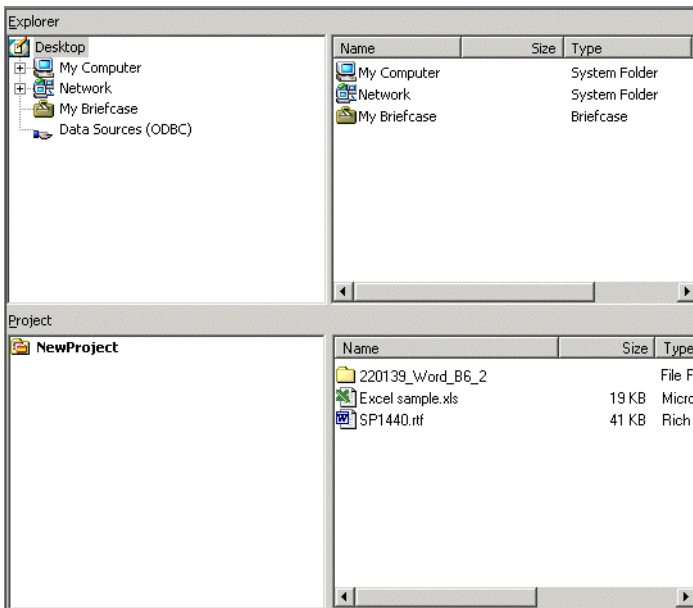 Explorer
Desktop
My Computer
Network
My Briefcase
Data Sources (ODBC)
Name Size Type
My Computer System Folder
Network System Folder
My Briefcase Briefcase
Project
NewProject
Name Size Type
220139_Word_B6_2 File F
Excel sample.xls 19 KB Micro
SP1440.rtf 41 KB Rich